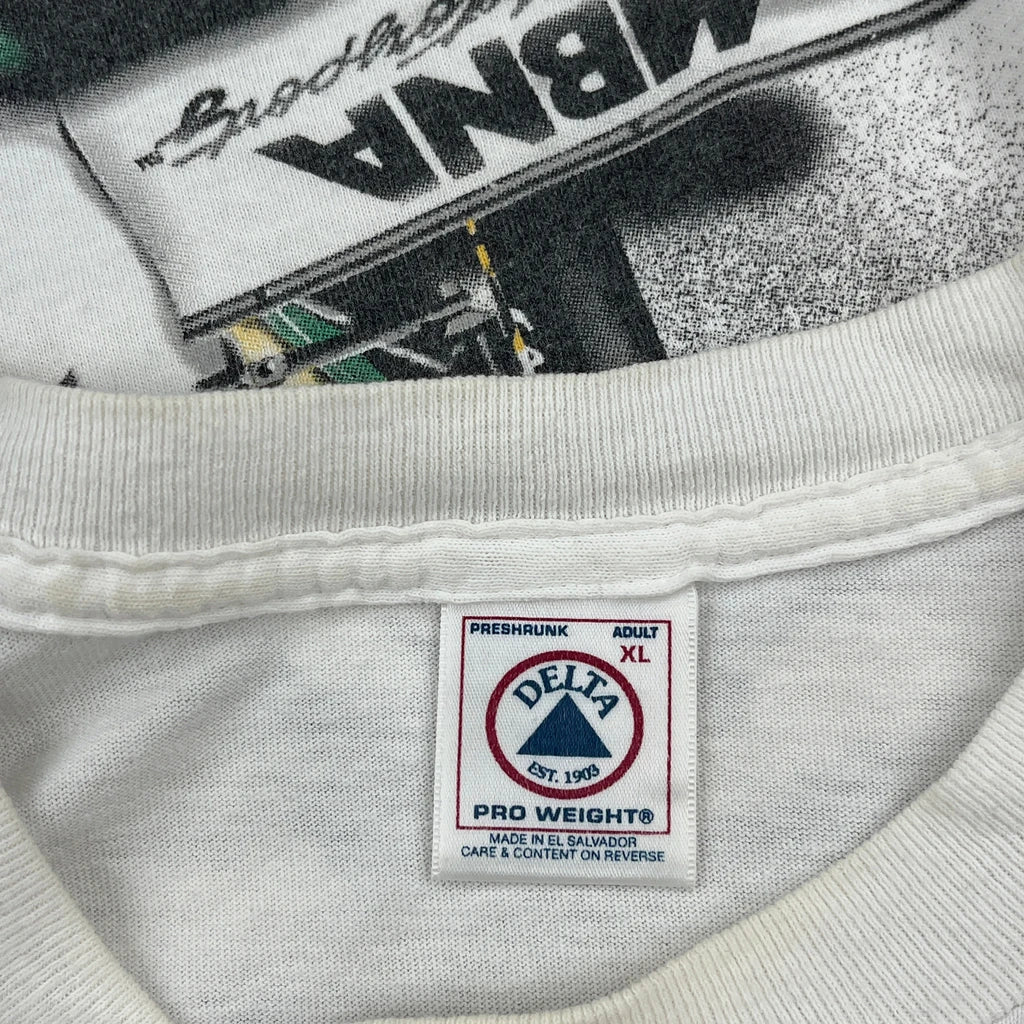 MBNA
PRESHRUNK ADULT
XL
DELTA
EST. 1903
PRO WEIGHT®
MADE IN EL SALVADOR
CARE & CONTENT ON REVERSE